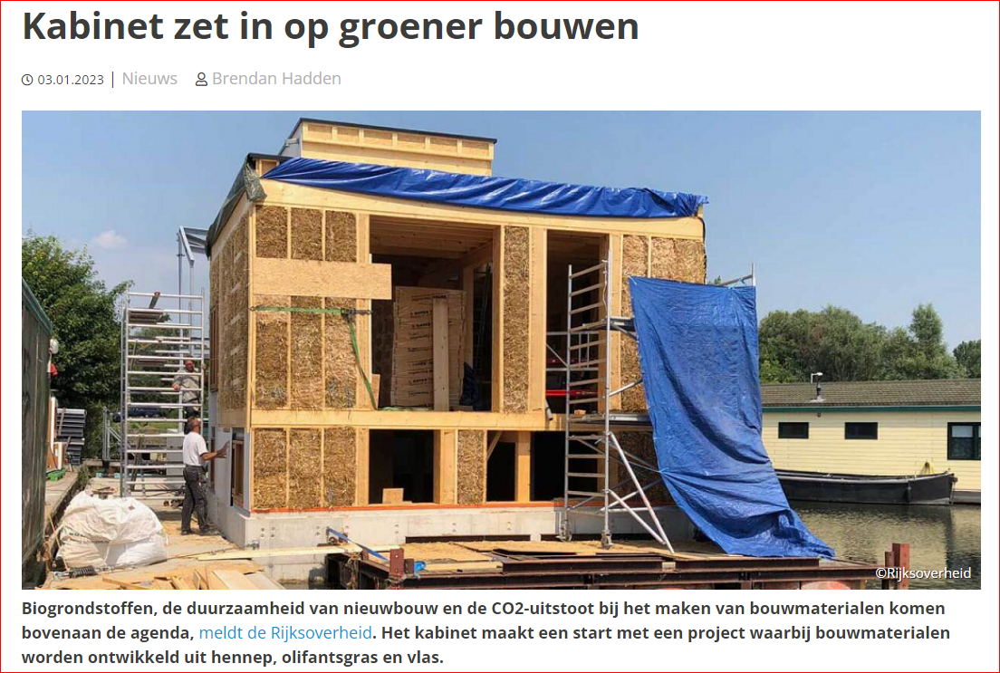 Kabinet zet in op groener bouwen
03.01.2023 | Nieuws Brendan Hadden
©Rijksoverheid
Biogrondstoffen, de duurzaamheid van nieuwbouw en de CO2-uitstoot bij het maken van bouwmaterialen komen
bovenaan de agenda, meldt de Rijksoverheid. Het kabinet maakt een start met een project waarbij bouwmaterialen
worden ontwikkeld uit hennep, olifantsgras en vlas.